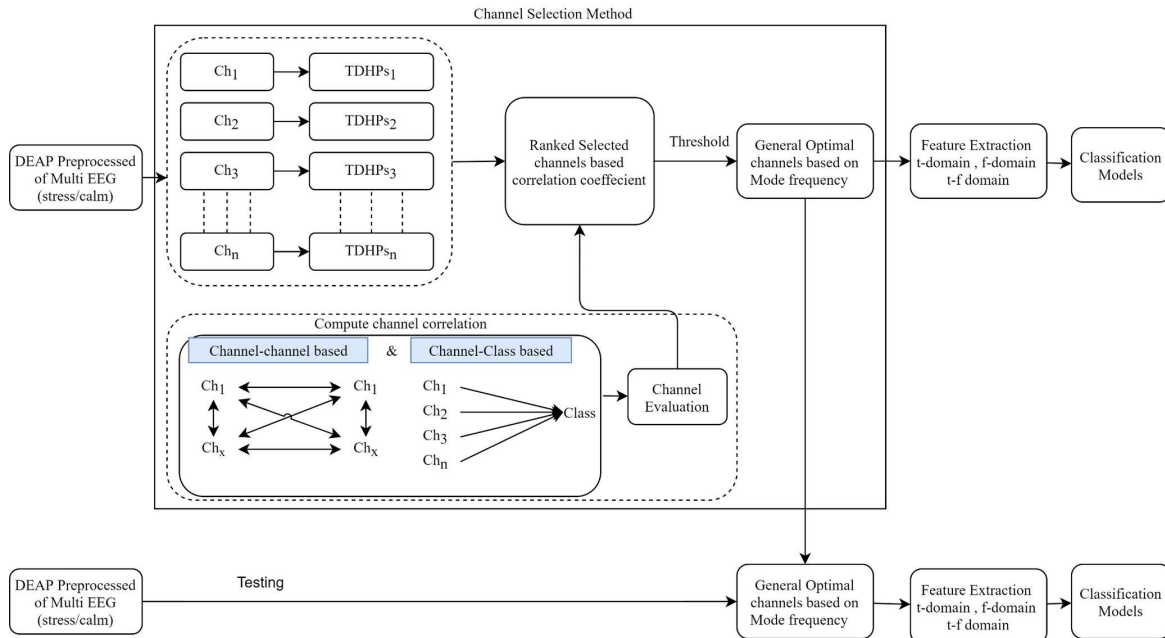 Channel Selection Method
DEAP Preprocessed
of Multi EEG
(stress/calm)
Ch1
TDHPs1
Ch2
TDHPs2
Ch3
TDHPs3
Chn
TDHPsn
Ranked Selected
channels based
correlation coeffecient
Threshold
General Optimal
channels based on
Mode frequency
Feature Extraction
t-domain , f-domain
t-f domain
Classification
Models
Compute channel correlation
Channel-channel based
&
Channel-Class based
Ch1
Ch1
Chx
Chx
Ch1
Ch2
Ch3
Chn
Class
Channel
Evaluation
DEAP Preprocessed
of Multi EEG
(stress/calm)
Testing
General Optimal
channels based on
Mode frequency
Feature Extraction
t-domain , f-domain
t-f domain
Classification
Models